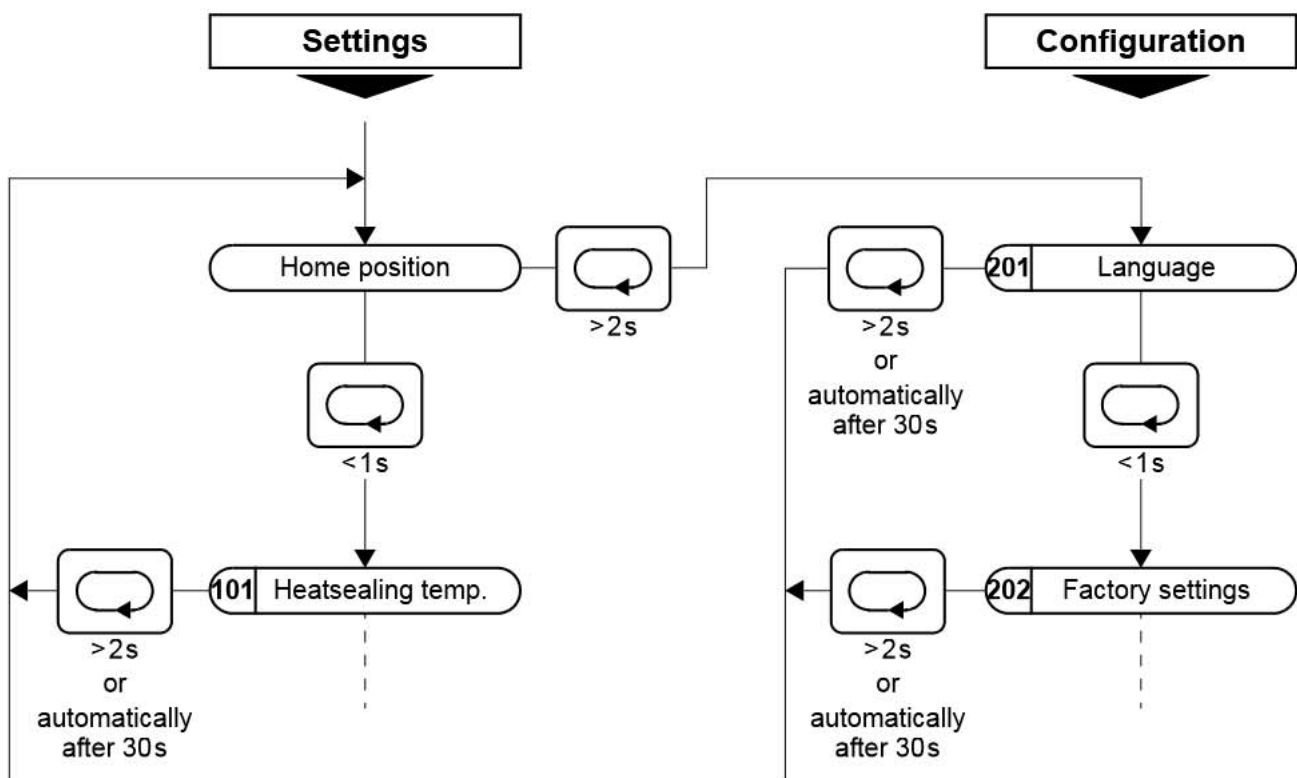 Settings
Configuration
Home position
>2s
>2s
or
automatically
after 30s
201 Language
<1s
<1s
>2s
or
automatically
after 30s
101 Heatsealing temp.
>2s
or
automatically
after 30s
202 Factory settings